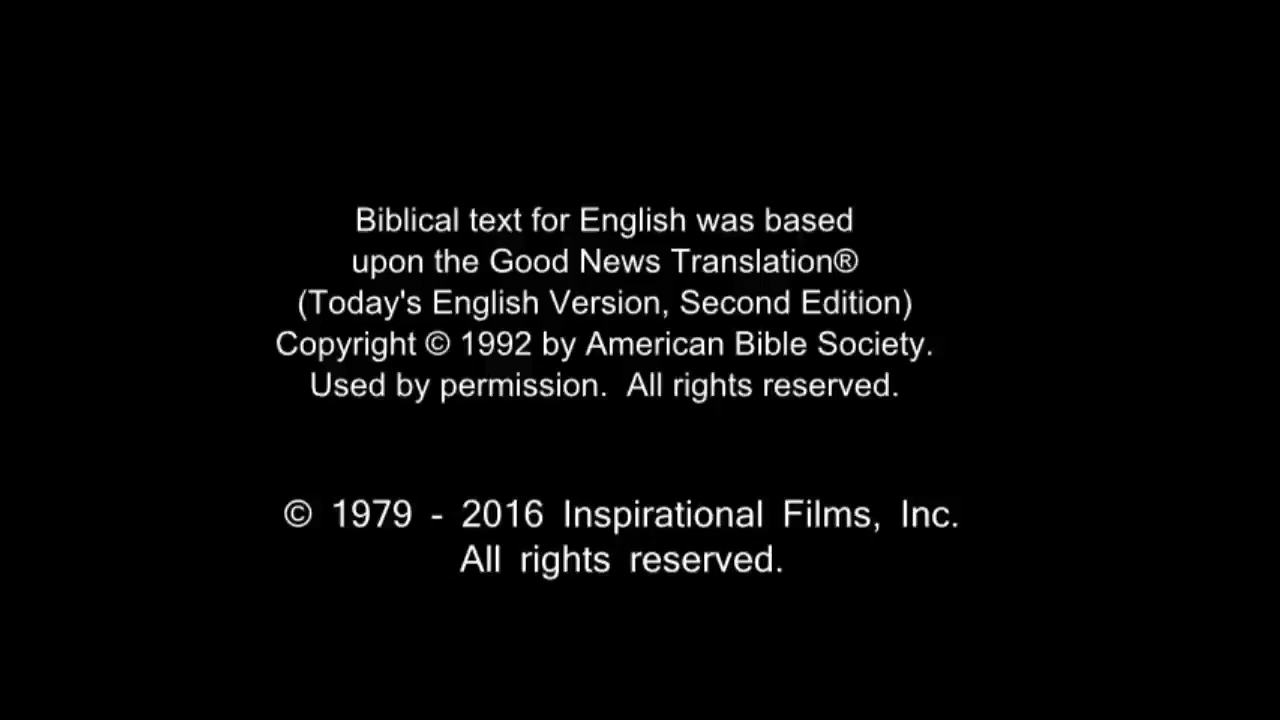 Biblical text for English was based
upon the Good News Translation®
(Today's English Version, Second Edition)
Copyright © 1992 by American Bible Society.
Used by permission.  All rights reserved.
© 1979 - 2016 Inspirational Films, Inc.
All rights reserved.